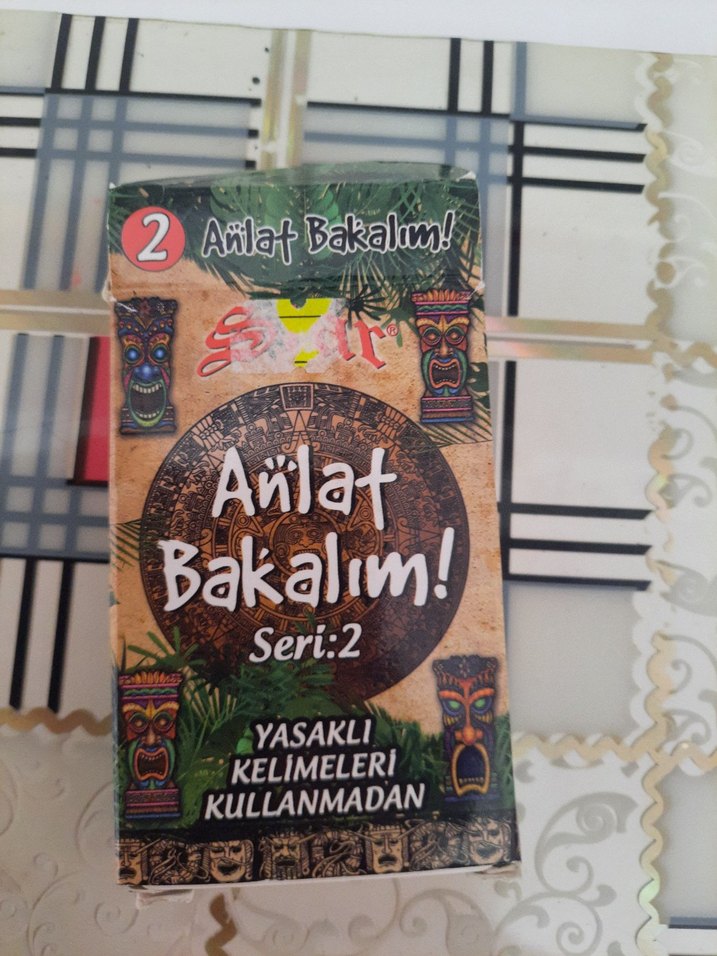 2 Anlat Bakalım!
Anlat
Bakalım!
Seri:2
YASAKLI
KELİMELERİ
KULLANMADAN